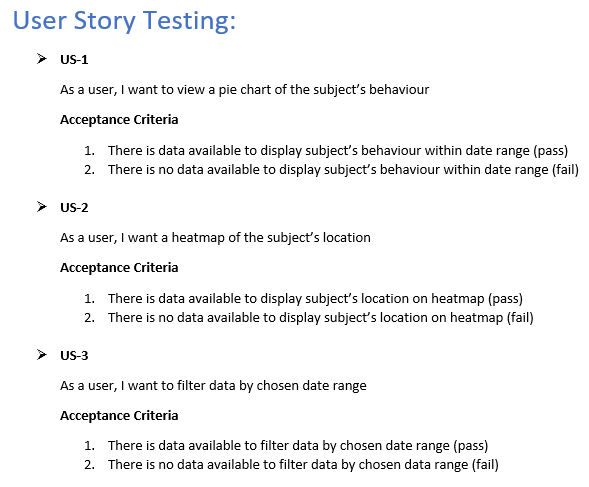 User Story Testing:
➢ US-1
As a user, I want to view a pie chart of the subject's behaviour
Acceptance Criteria
1. There is data available to display subject's behaviour within date range (pass)
2. There is no data available to display subject's behaviour within date range (fail)
➢ US-2
As a user, I want a heatmap of the subject's location
Acceptance Criteria
1. There is data available to display subject's location on heatmap (pass)
2. There is no data available to display subject's location on heatmap (fail)
➢ US-3
As a user, I want to filter data by chosen date range
Acceptance Criteria
1. There is data available to filter data by chosen date range (pass)
2. There is no data available to filter data by chosen data range (fail)